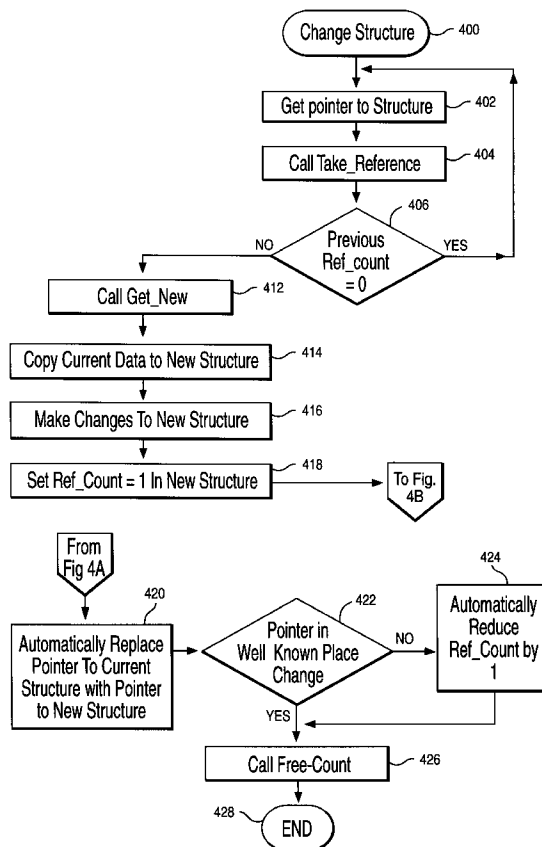 Change Structure
400
Get pointer to Structure
402
Call Take_Reference
404
406
Previous
Ref_count
= 0
NO
YES
Call Get_New
412
Copy Current Data to New Structure
414
Make Changes To New Structure
416
Set Ref_Count = 1 In New Structure
418
To Fig.
4B
From
Fig 4A
420
Automatically Replace
Pointer To Current
Structure with Pointer
to New Structure
422
Pointer in
Well Known Place
Change
NO
YES
424
Automatically
Reduce
Ref_Count by
1
Call Free-Count
426
428
END